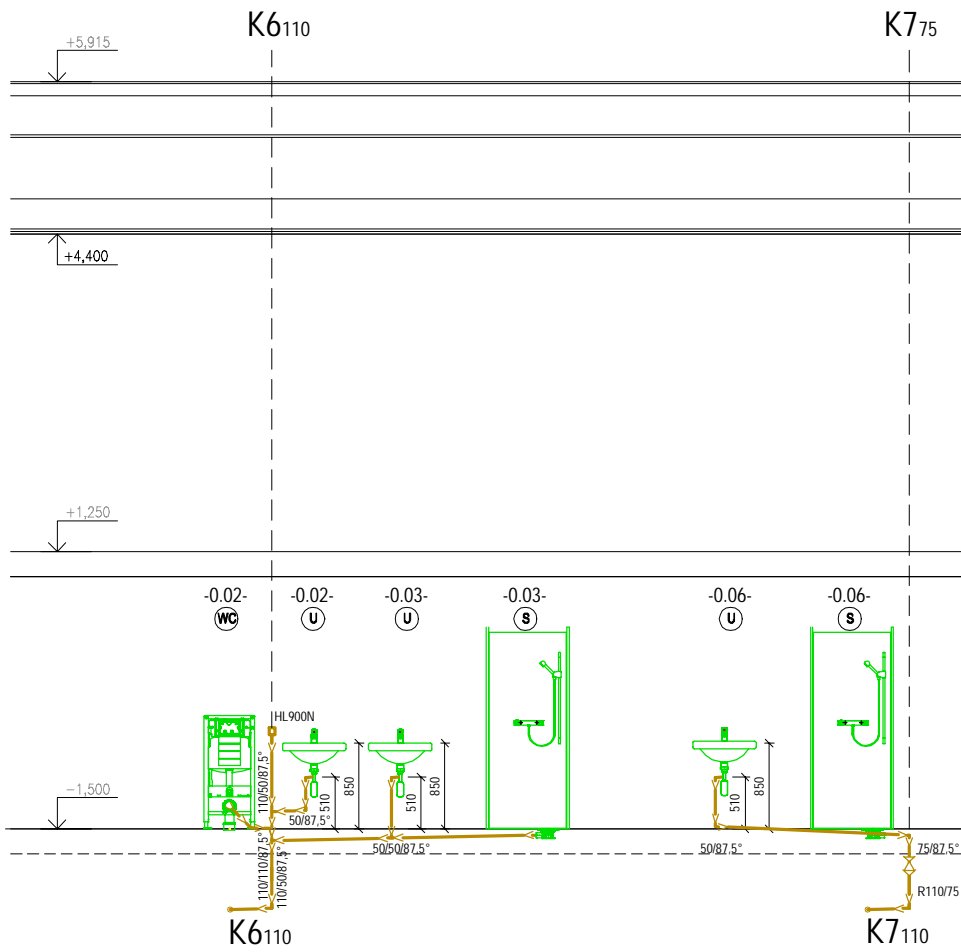 K6110 K775
+5,915
+4,400
+1,250
-0.02- -0.02- -0.03- -0.03- -0.06- -0.06-
WC U U S U S
HL900N
110/50/87,5°
510 850 510 850 510 850
−1,500
50/87,5°
50/50/87,5° 50/87,5° 75/87,5°
110/110/87,5°
110/50/87,5°
R110/75
K6110 K7110